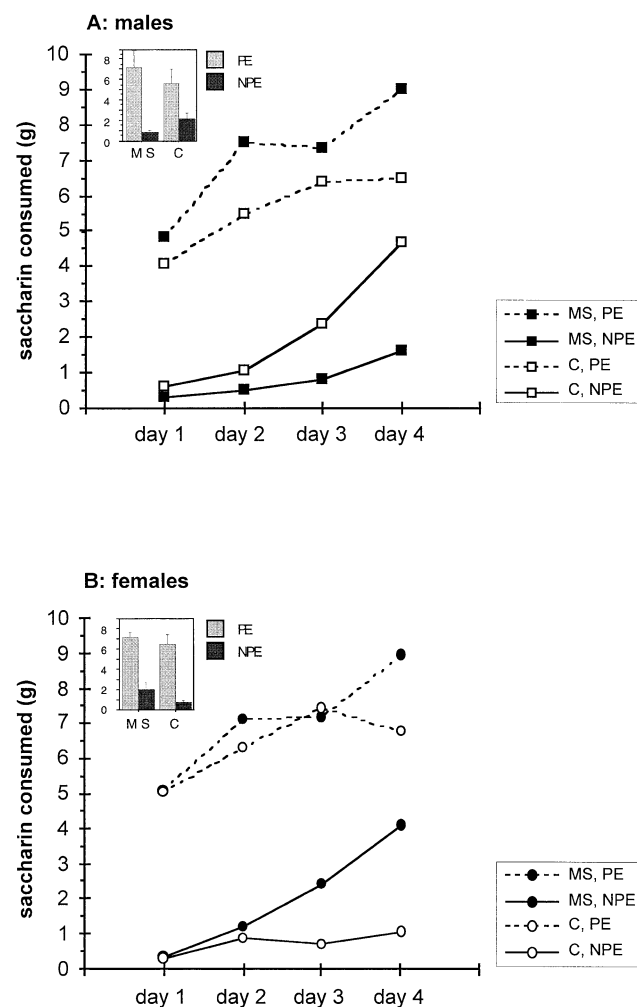 A: males
10
9
8
7
6
5
4
3
2
1
0
saccharin consumed (g)
8
6
4
2
0
M S C
PE
NPE
day 1 day 2 day 3 day 4
MS, PE
MS, NPE
C, PE
C, NPE
B: females
10
9
8
7
6
5
4
3
2
1
0
saccharin consumed (g)
8
6
4
2
0
M S C
PE
NPE
day 1 day 2 day 3 day 4
MS, PE
MS, NPE
C, PE
C, NPE